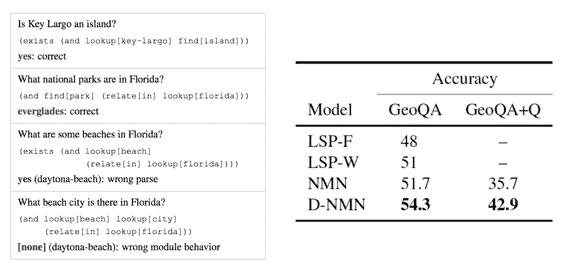 Is Key Largo an island?
(exists (and lookup[key-largo] find[island]))
yes: correct
What national parks are in Florida?
(and find[park] (relate[in] lookup[florida]))
everglades: correct
What are some beaches in Florida?
(exists (and lookup[beach]
(relate[in] lookup[florida])))
yes (daytona-beach): wrong parse
What beach city is there in Florida?
(and lookup[beach] lookup[city]
(relate[in] lookup[florida]))
[none] (daytona-beach): wrong module behavior
Accuracy
Model GeoQA GeoQA+Q
LSP-F 48 –
LSP-W 51 –
NMN 51.7 35.7
D-NMN 54.3 42.9